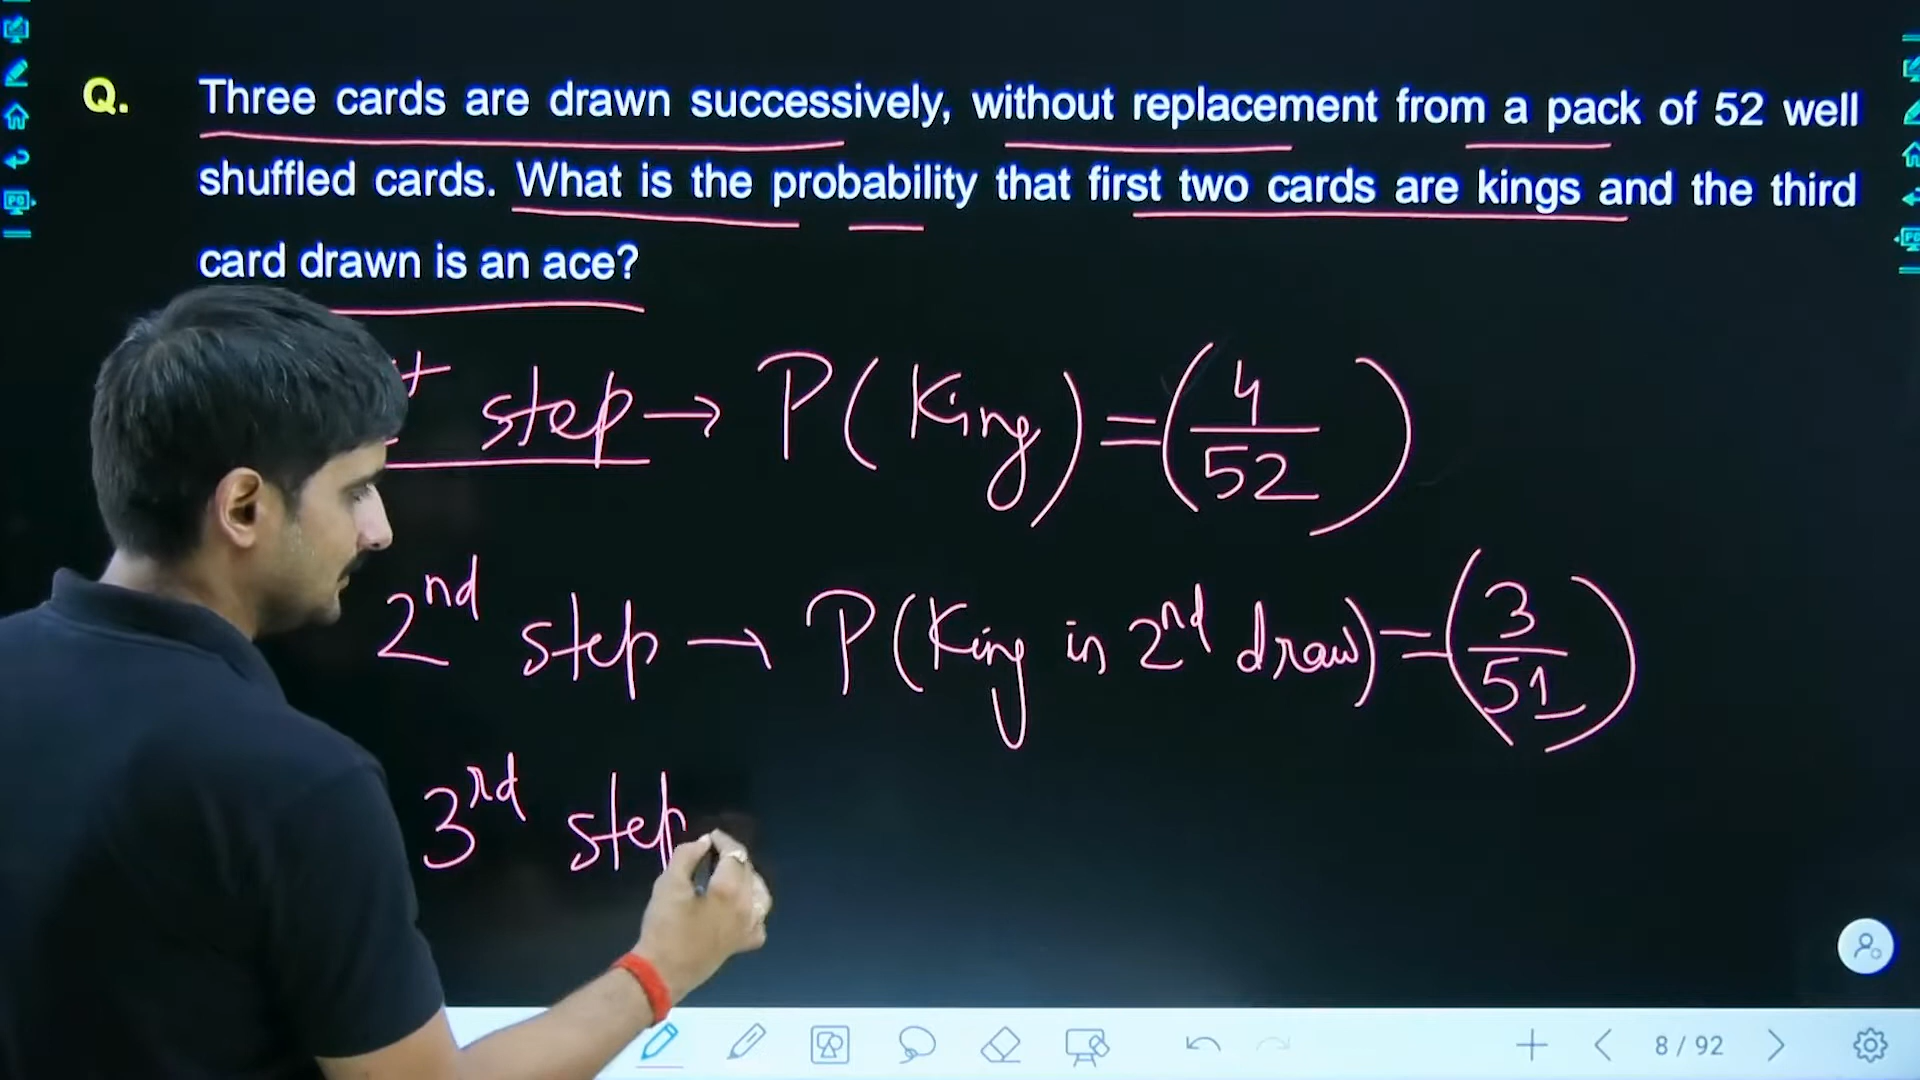 Q. Three cards are drawn successively, without replacement from a pack of 52 well
shuffled cards. What is the probability that first two cards are kings and the third
card drawn is an ace?
step → P(King) = (4/52)
2nd step → P(King in 2nd draw) = (3/51)
3rd step
8 / 92